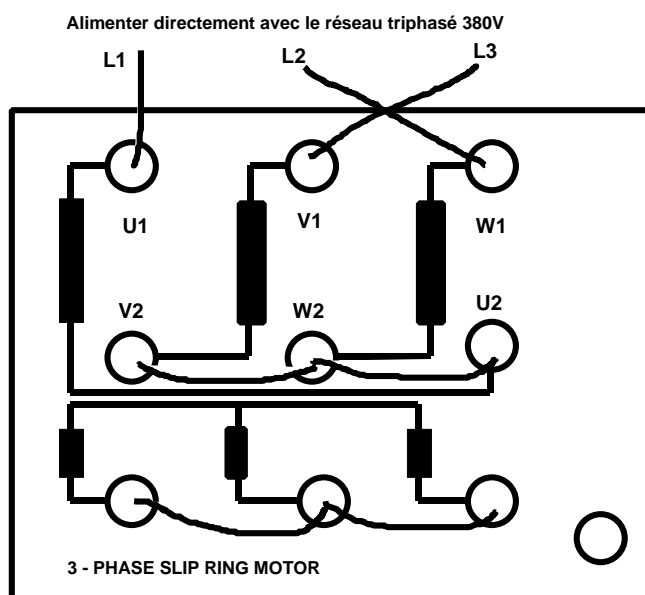 Alimenter directement avec le réseau triphasé 380V
L1 L2 L3
U1 V1 W1
V2 W2 U2
3 - PHASE SLIP RING MOTOR